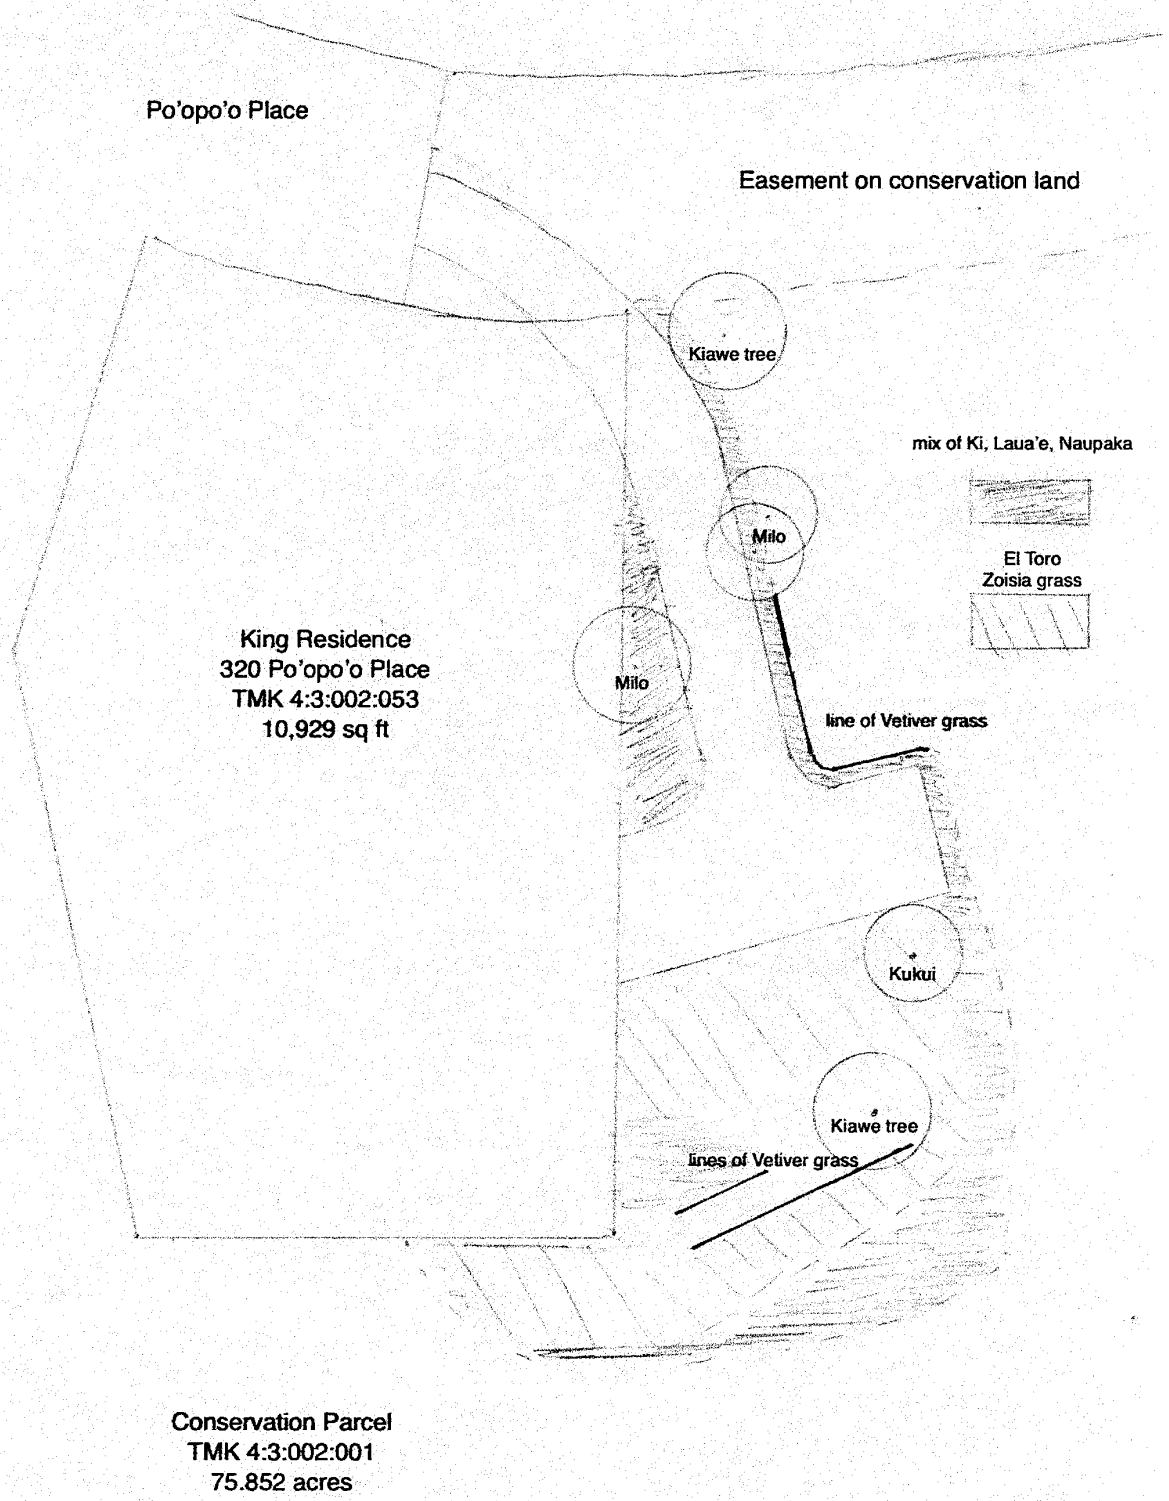 Po'opo'o Place
Easement on conservation land
Kiawe tree
mix of Ki, Laua'e, Naupaka
Milo
El Toro
Zoisia grass
King Residence
320 Po'opo'o Place
TMK 4:3:002:053
10,929 sq ft
Milo
line of Vetiver grass
Kukui
Kiawe tree
lines of Vetiver grass
Conservation Parcel
TMK 4:3:002:001
75.852 acres